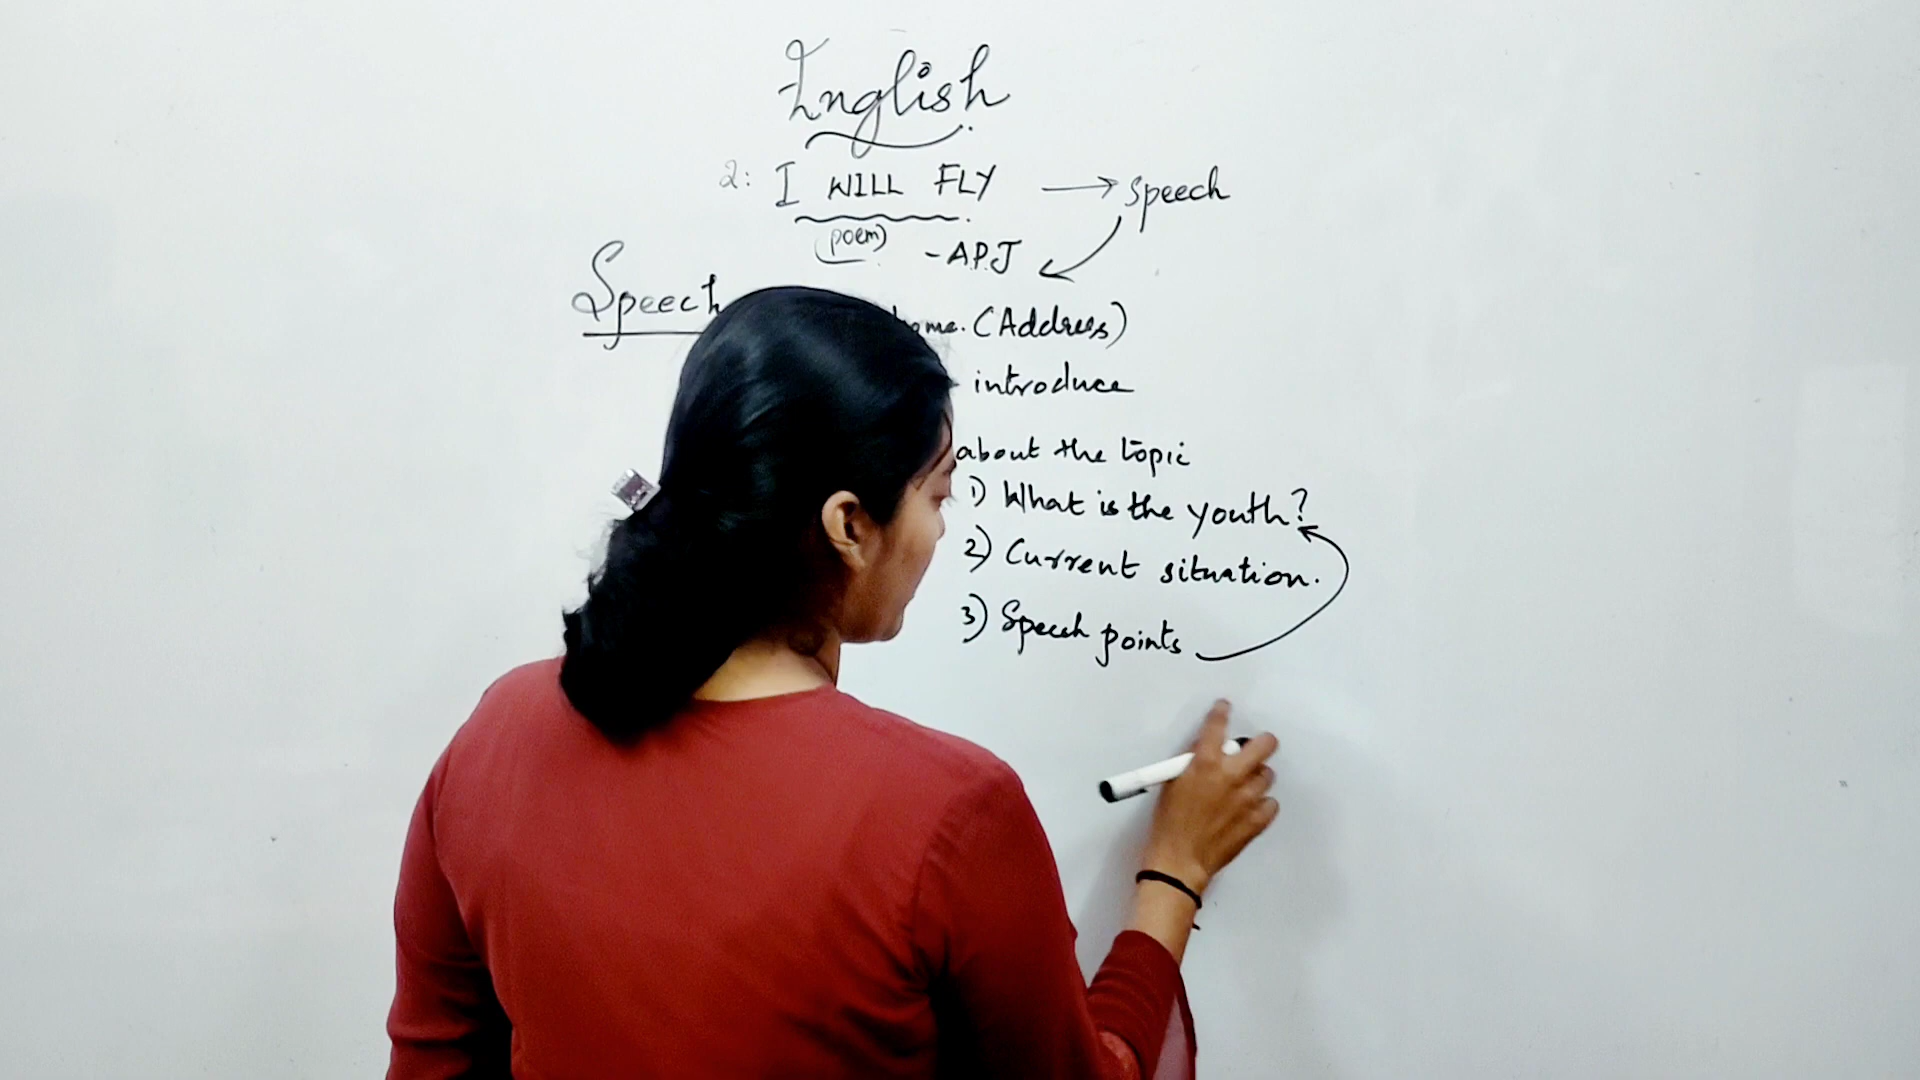 English
2: I WILL FLY → speech
(poem) - A.P.J
Speech
(Address)
introduce
about the topic
1) What is the youth?
2) Current situation.
3) Speech points